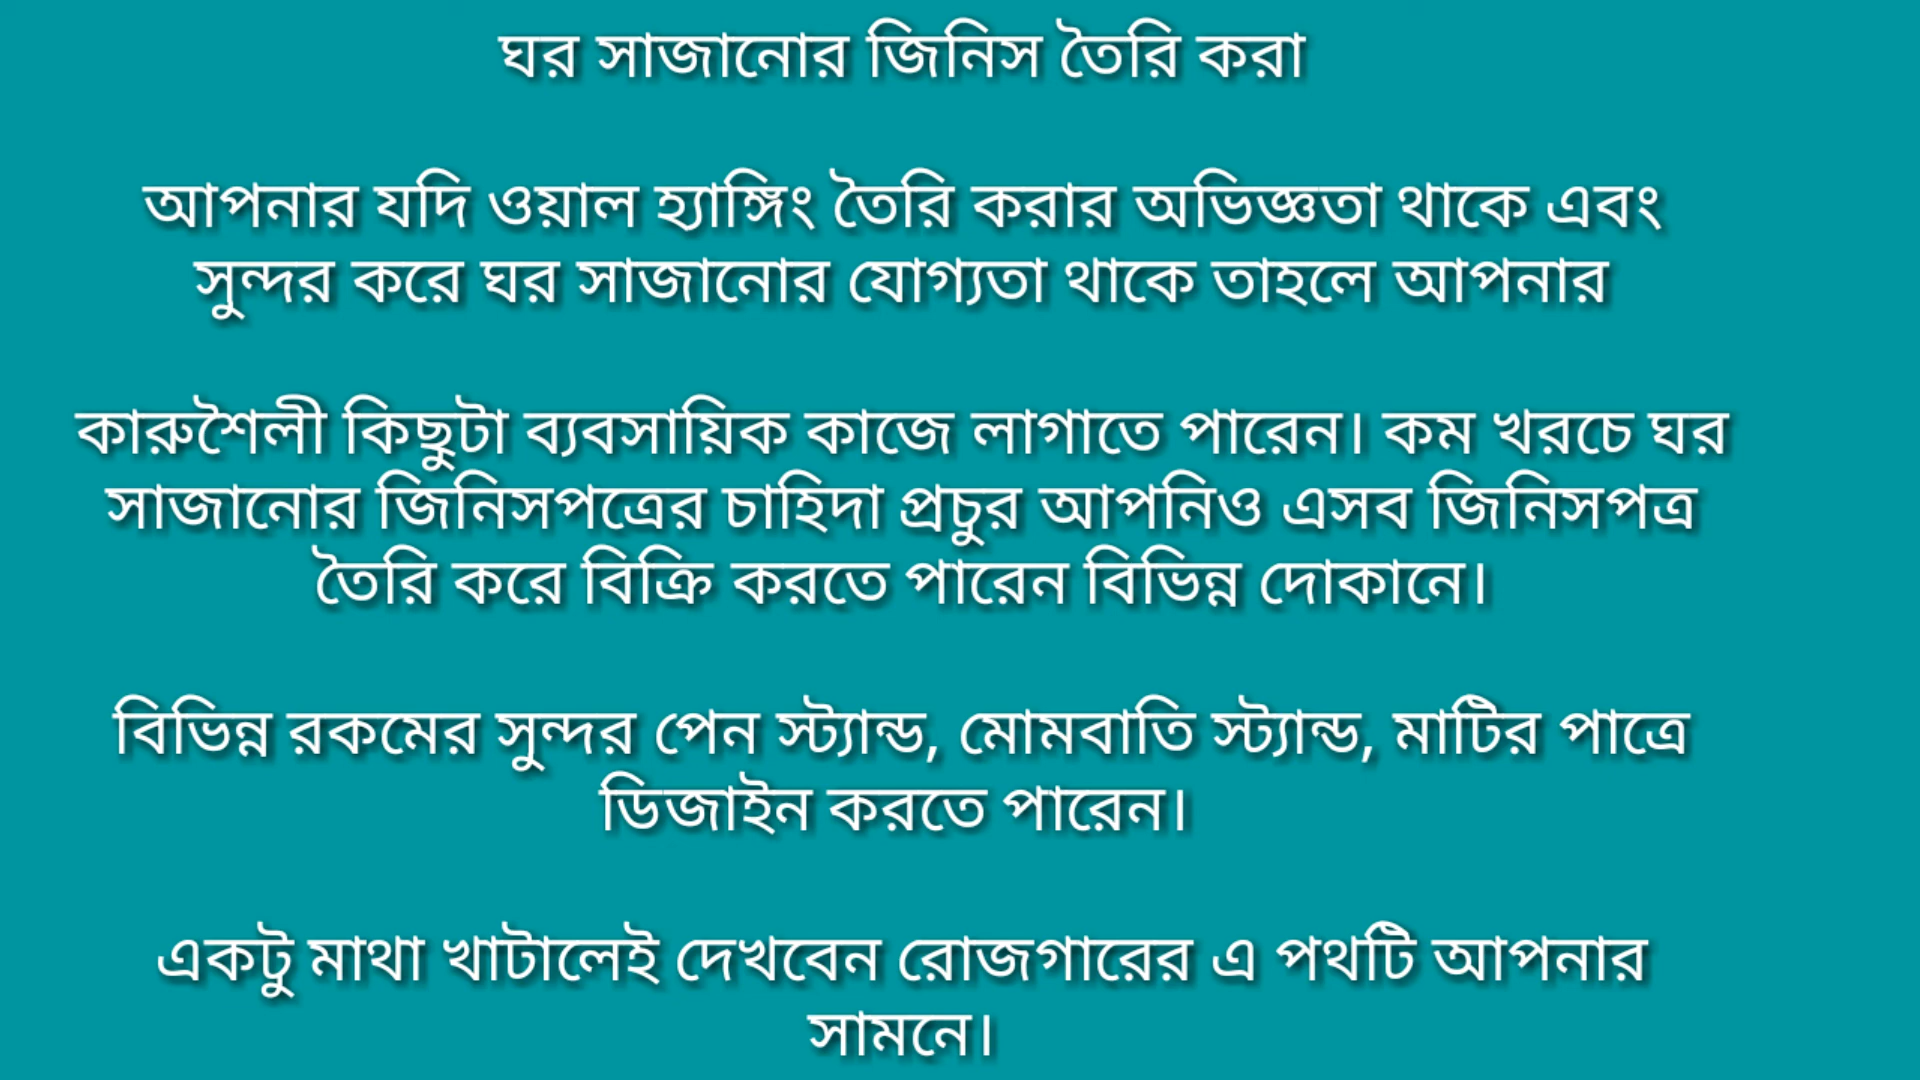 ঘর সাজানোর জিনিস তৈরি করা
আপনার যদি ওয়াল হ্যাঙ্গিং তৈরি করার অভিজ্ঞতা থাকে এবং
সুন্দর করে ঘর সাজানোর যোগ্যতা থাকে তাহলে আপনার
কারুশৈলী কিছুটা ব্যবসায়িক কাজে লাগাতে পারেন। কম খরচে ঘর
সাজানোর জিনিসপত্রের চাহিদা প্রচুর আপনিও এসব জিনিসপত্র
তৈরি করে বিক্রি করতে পারেন বিভিন্ন দোকানে।
বিভিন্ন রকমের সুন্দর পেন স্ট্যান্ড, মোমবাতি স্ট্যান্ড, মাটির পাত্রে
ডিজাইন করতে পারেন।
একটু মাথা খাটালেই দেখবেন রোজগারের এ পথটি আপনার
সামনে।